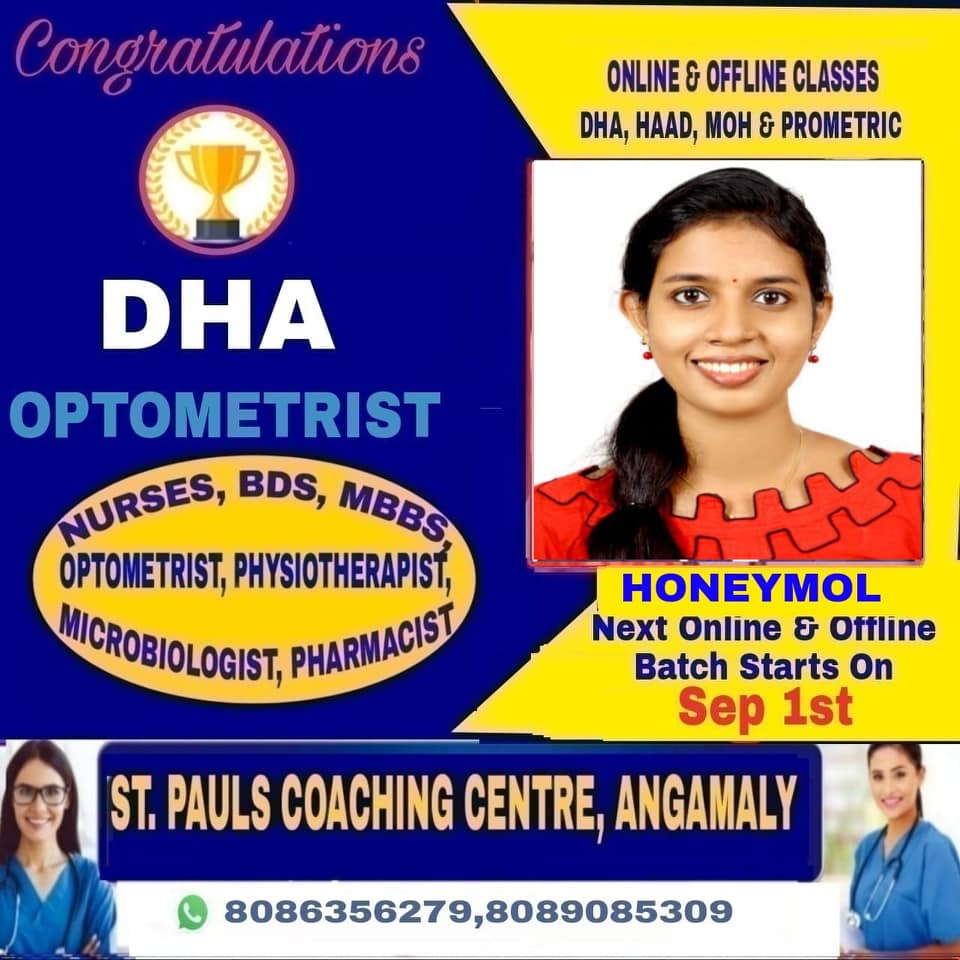 Congratulations
DHA
OPTOMETRIST
NURSES, BDS, MBBS,
OPTOMETRIST, PHYSIOTHERAPIST,
MICROBIOLOGIST, PHARMACIST
ONLINE & OFFLINE CLASSES
DHA, HAAD, MOH & PROMETRIC
HONEYMOL
Next Online & Offline
Batch Starts On
Sep 1st
ST. PAULS COACHING CENTRE, ANGAMALY
8086356279,8089085309